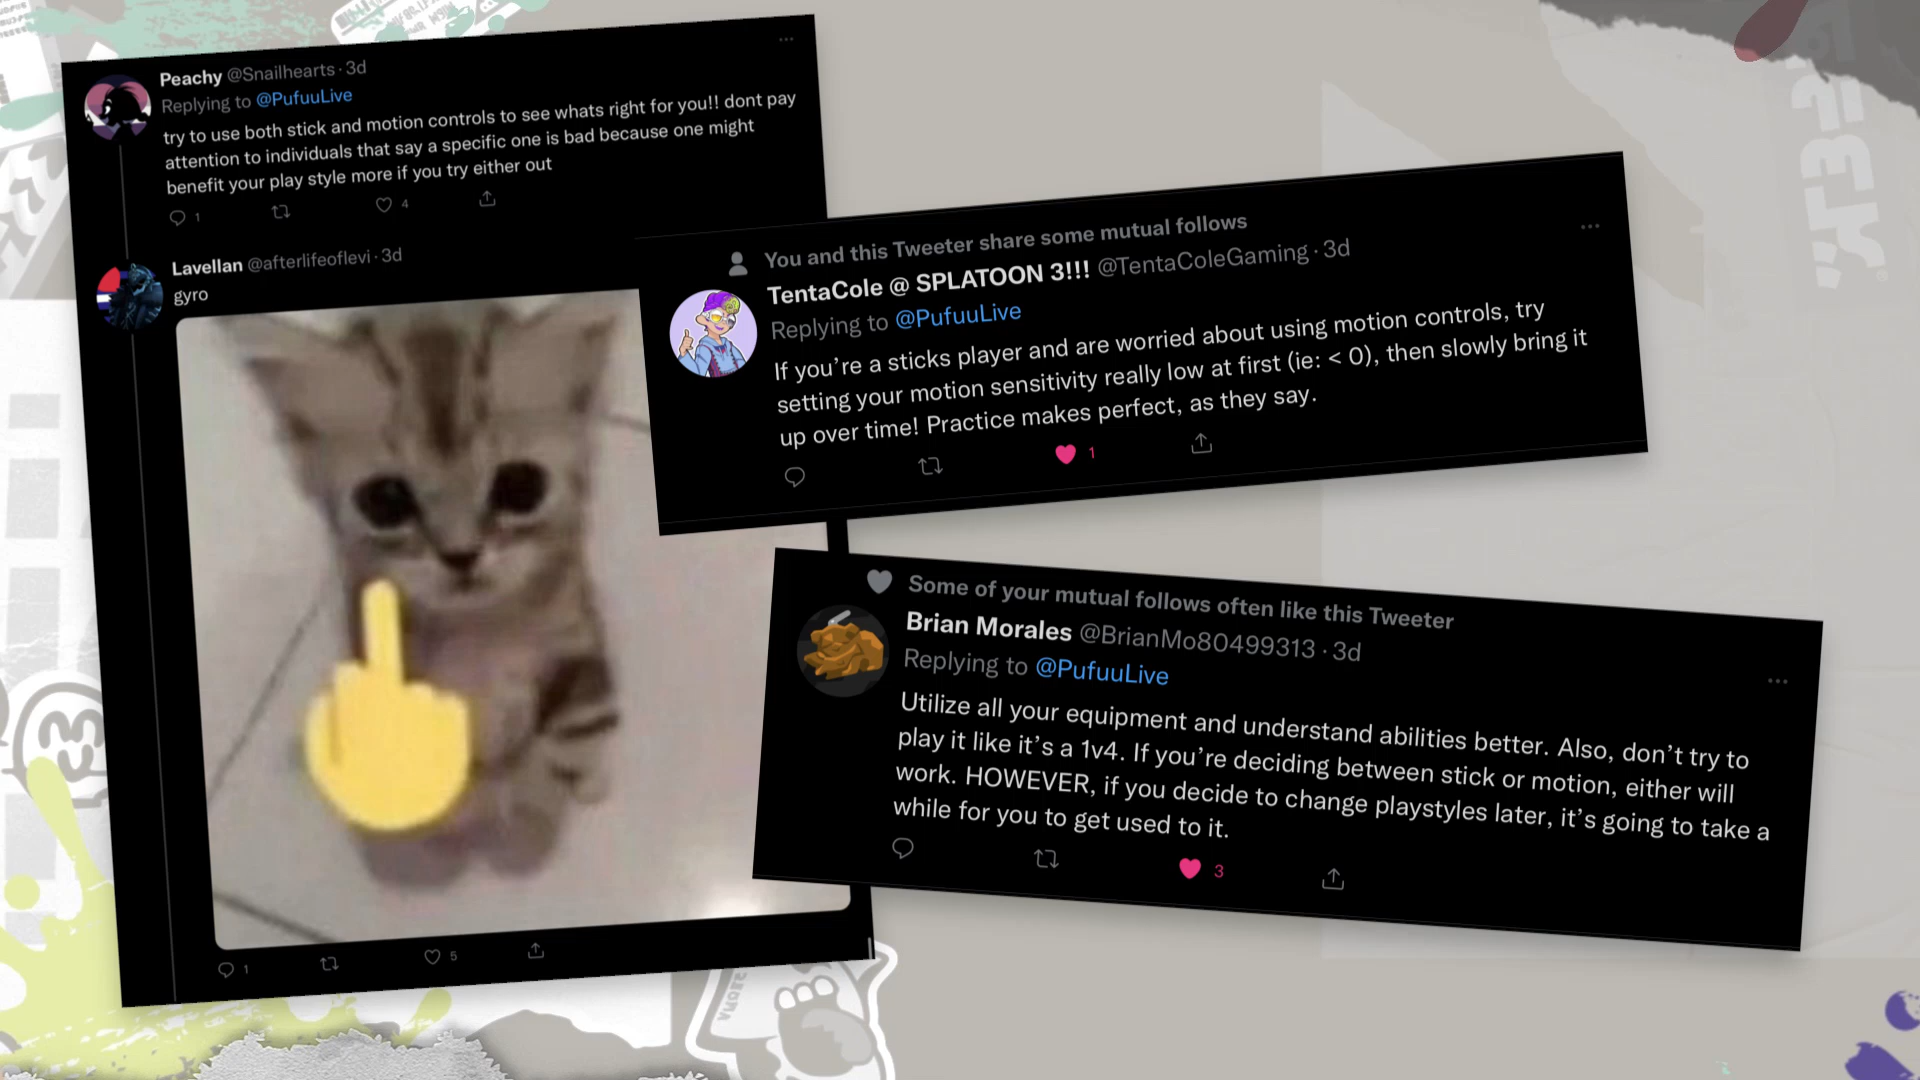 Peachy @Snailhearts · 3d
Replying to @PufuuLive
try to use both stick and motion controls to see whats right for you!! dont pay
attention to individuals that say a specific one is bad because one might
benefit your play style more if you try either out
1 4
Lavellan @afterlifeoflevi · 3d
gyro
1 5
You and this Tweeter share some mutual follows
TentaCole @ SPLATOON 3!!! @TentaColeGaming · 3d
Replying to @PufuuLive
If you’re a sticks player and are worried about using motion controls, try
setting your motion sensitivity really low at first (ie: < 0), then slowly bring it
up over time! Practice makes perfect, as they say.
1
Some of your mutual follows often like this Tweeter
Brian Morales @BrianMo80499313 · 3d
Replying to @PufuuLive
Utilize all your equipment and understand abilities better. Also, don’t try to
play it like it’s a 1v4. If you’re deciding between stick or motion, either will
work. HOWEVER, if you decide to change playstyles later, it’s going to take a
while for you to get used to it.
3